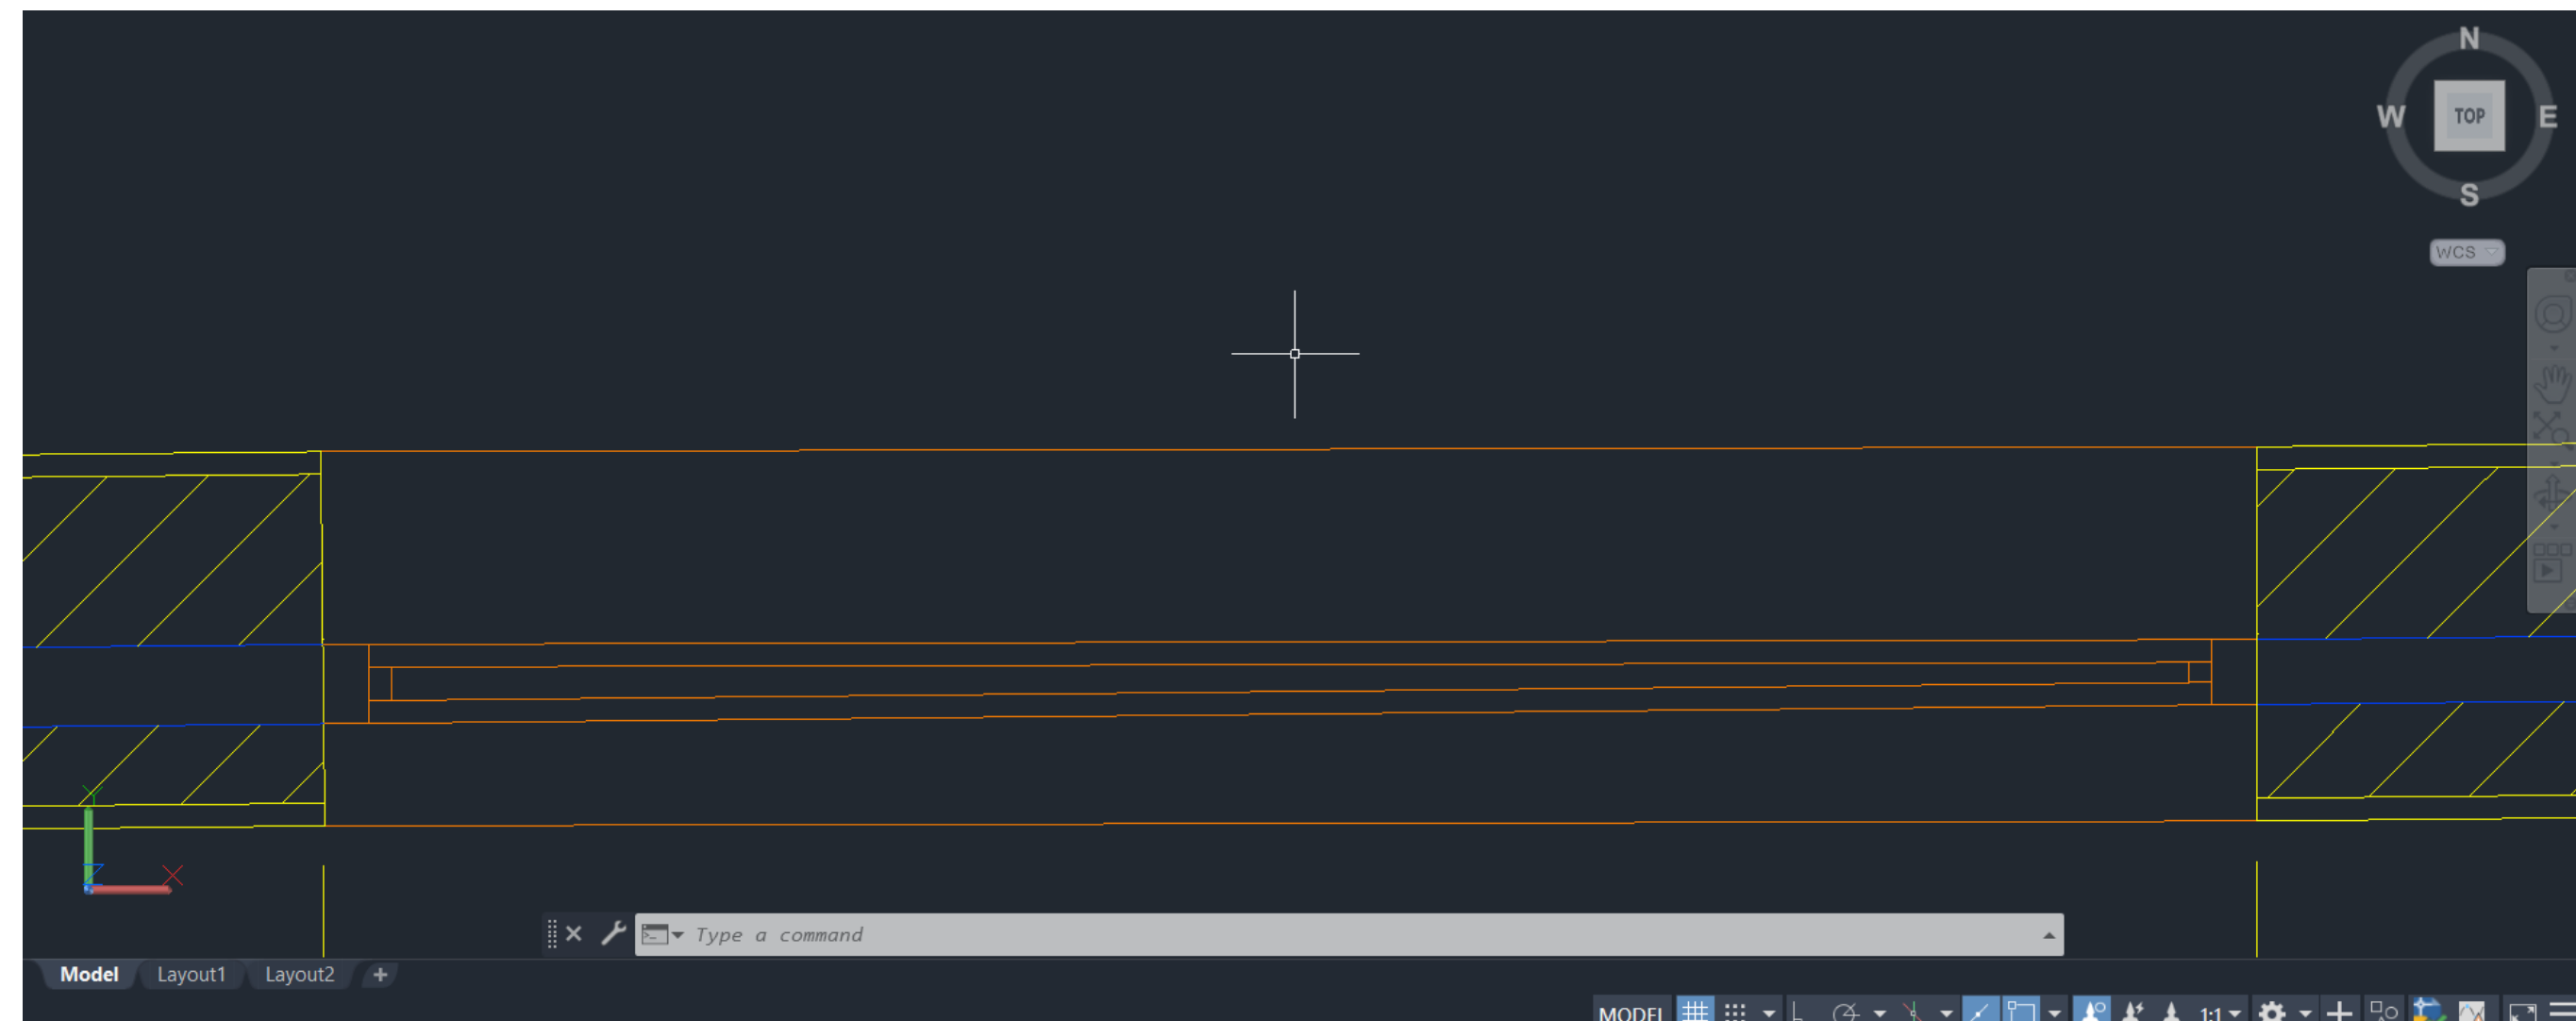 N
W TOP E
S
WCS
Y
X
Z
Type a command
Model Layout1 Layout2 +
MODEL 1:1